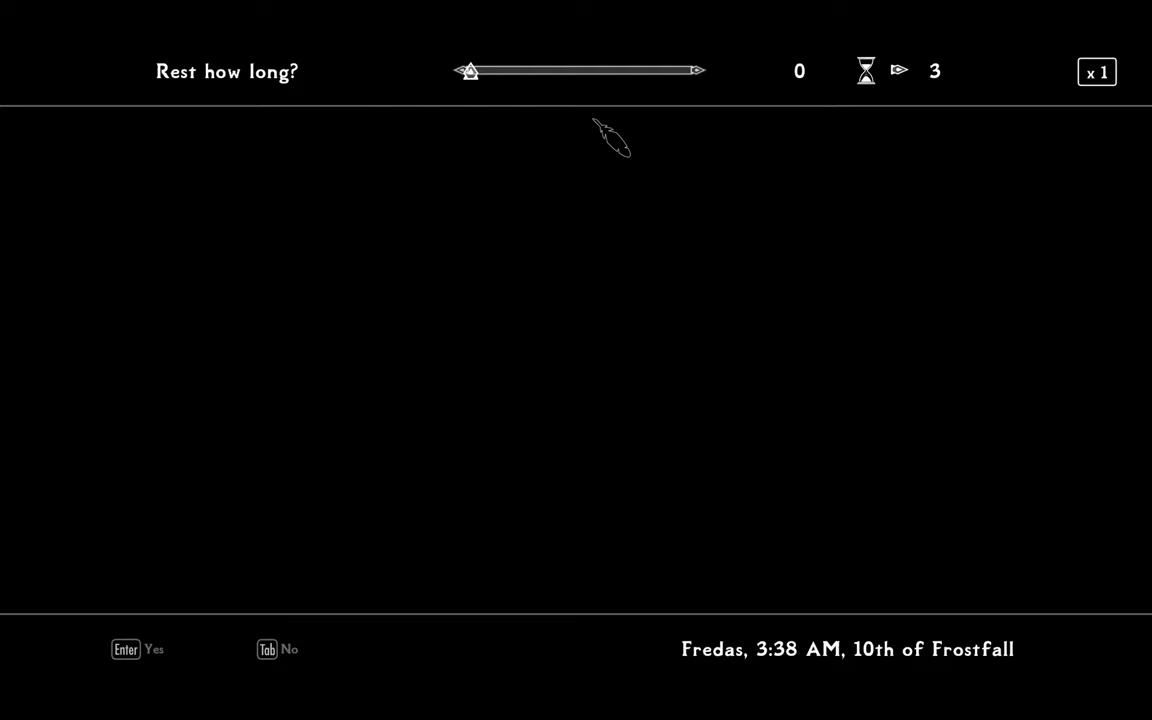 Rest how long? 0 3 x 1
Enter Yes Tab No Fredas, 3:38 AM, 10th of Frostfall